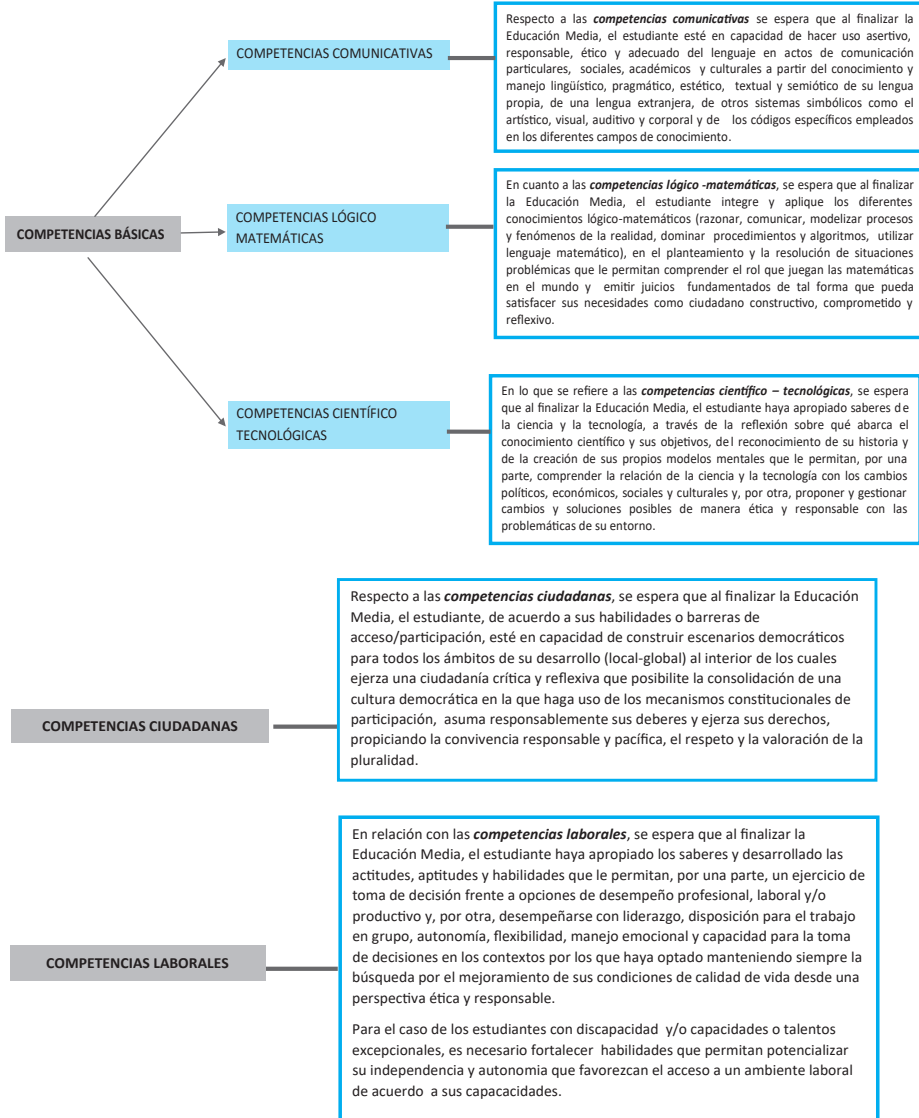 COMPETENCIAS BÁSICAS
COMPETENCIAS COMUNICATIVAS
Respecto a las competencias comunicativas se espera que al finalizar la
Educación Media, el estudiante esté en capacidad de hacer uso asertivo,
responsable, ético y adecuado del lenguaje en actos de comunicación
particulares, sociales, académicos y culturales a partir del conocimiento y
manejo lingüístico, pragmático, estético, textual y semiótico de su lengua
propia, de una lengua extranjera, de otros sistemas simbólicos como el
artístico, visual, auditivo y corporal y de los códigos específicos empleados
en los diferentes campos de conocimiento.
COMPETENCIAS LÓGICO
MATEMÁTICAS
En cuanto a las competencias lógico -matemáticas, se espera que al finalizar
la Educación Media, el estudiante integre y aplique los diferentes
conocimientos lógico-matemáticos (razonar, comunicar, modelizar procesos
y fenómenos de la realidad, dominar procedimientos y algoritmos, utilizar
lenguaje matemático), en el planteamiento y la resolución de situaciones
problémicas que le permitan comprender el rol que juegan las matemáticas
en el mundo y emitir juicios fundamentados de tal forma que pueda
satisfacer sus necesidades como ciudadano constructivo, comprometido y
reflexivo.
COMPETENCIAS CIENTÍFICO
TECNOLÓGICAS
En lo que se refiere a las competencias científico – tecnológicas, se espera
que al finalizar la Educación Media, el estudiante haya apropiado saberes de
la ciencia y la tecnología, a través de la reflexión sobre qué abarca el
conocimiento científico y sus objetivos, del reconocimiento de su historia y
de la creación de sus propios modelos mentales que le permitan, por una
parte, comprender la relación de la ciencia y la tecnología con los cambios
políticos, económicos, sociales y culturales y, por otra, proponer y gestionar
cambios y soluciones posibles de manera ética y responsable con las
problemáticas de su entorno.
COMPETENCIAS CIUDADANAS
Respecto a las competencias ciudadanas, se espera que al finalizar la Educación
Media, el estudiante, de acuerdo a sus habilidades o barreras de
acceso/participación, esté en capacidad de construir escenarios democráticos
para todos los ámbitos de su desarrollo (local-global) al interior de los cuales
ejerza una ciudadanía crítica y reflexiva que posibilite la consolidación de una
cultura democrática en la que haga uso de los mecanismos constitucionales de
participación, asuma responsablemente sus deberes y ejerza sus derechos,
propiciando la convivencia responsable y pacífica, el respeto y la valoración de la
pluralidad.
COMPETENCIAS LABORALES
En relación con las competencias laborales, se espera que al finalizar la
Educación Media, el estudiante haya apropiado los saberes y desarrollado las
actitudes, aptitudes y habilidades que le permitan, por una parte, un ejercicio de
toma de decisión frente a opciones de desempeño profesional, laboral y/o
productivo y, por otra, desempeñarse con liderazgo, disposición para el trabajo
en grupo, autonomía, flexibilidad, manejo emocional y capacidad para la toma
de decisiones en los contextos por los que haya optado manteniendo siempre la
búsqueda por el mejoramiento de sus condiciones de calidad de vida desde una
perspectiva ética y responsable.
Para el caso de los estudiantes con discapacidad y/o capacidades o talentos
excepcionales, es necesario fortalecer habilidades que permitan potencializar
su independencia y autonomia que favorezcan el acceso a un ambiente laboral
de acuerdo a sus capacacidades.